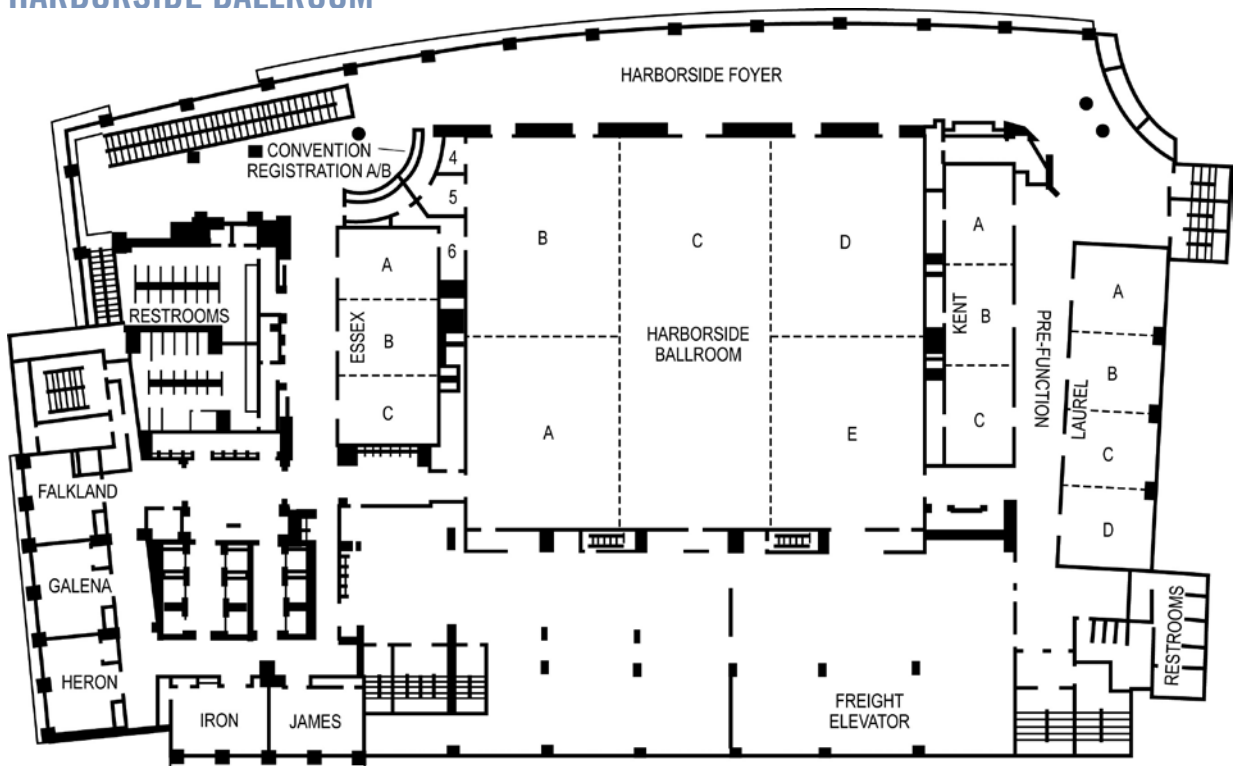 HARBORSIDE BALLROOM
HARBORSIDE FOYER
CONVENTION
REGISTRATION A/B
4
5
6
RESTROOMS
ESSEX
A
B
C
B
C
D
HARBORSIDE
BALLROOM
A
E
KENT
A
B
C
PRE-FUNCTION
LAUREL
A
B
C
D
FALKLAND
GALENA
HERON
IRON
JAMES
FREIGHT
ELEVATOR
RESTROOMS